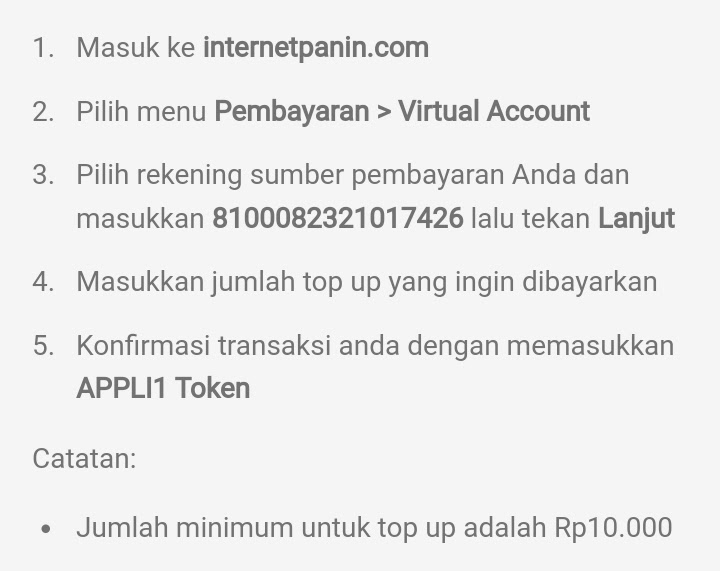 1. Masuk ke internetpanin.com
2. Pilih menu Pembayaran > Virtual Account
3. Pilih rekening sumber pembayaran Anda dan
masukkan 8100082321017426 lalu tekan Lanjut
4. Masukkan jumlah top up yang ingin dibayarkan
5. Konfirmasi transaksi anda dengan memasukkan
APPLI1 Token
Catatan:
• Jumlah minimum untuk top up adalah Rp10.000